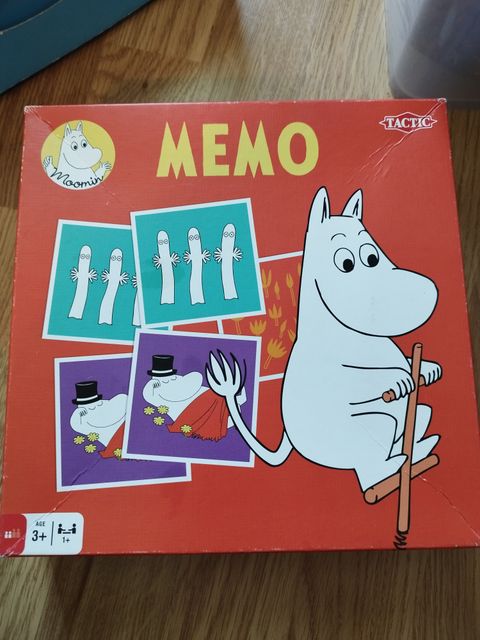 Moomin
MEMO
TACTIC
AGE
3+
1+